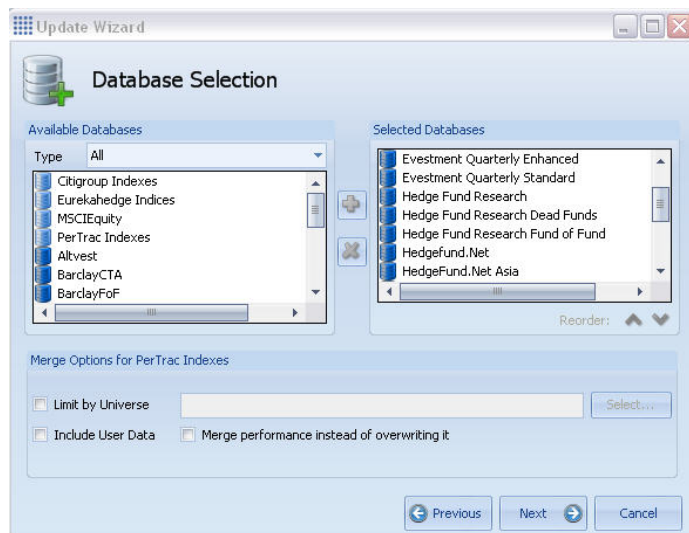 Update Wizard
Database Selection
Available Databases
Type All
Citigroup Indexes
Eurekahedge Indices
MSCIEquity
PerTrac Indexes
Altvest
BarclayCTA
BarclayFoF
Selected Databases
Evestment Quarterly Enhanced
Evestment Quarterly Standard
Hedge Fund Research
Hedge Fund Research Dead Funds
Hedge Fund Research Fund of Fund
Hedgefund.Net
HedgeFund.Net Asia
Reorder:
Merge Options for PerTrac Indexes
Limit by Universe
Select...
Include User Data
Merge performance instead of overwriting it
Previous
Next
Cancel